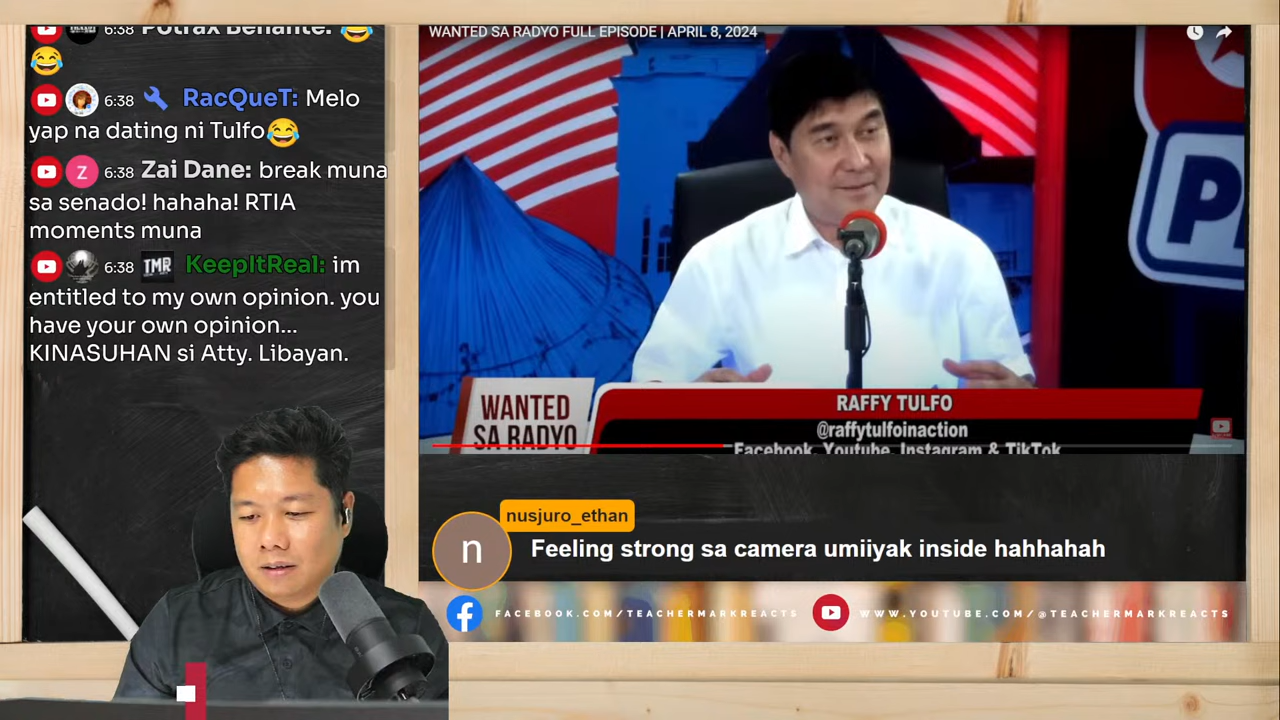 6:38 Potrax Benante: 😂
😂
6:38 RacQueT: Melo
yap na dating ni Tulfo😂
Z 6:38 Zai Dane: break muna
sa senado! hahaha! RTIA
moments muna
6:38 TMR KeepItReal: im
entitled to my own opinion. you
have your own opinion...
KINASUHAN si Atty. Libayan.
WANTED SA RADYO FULL EPISODE | APRIL 8, 2024
P
WANTED
SA RADYO
RAFFY TULFO
@raffytulfoinaction
Facebook, Youtube, Instagram & TikTok
nusjuro_ethan
n
Feeling strong sa camera umiiyak inside hahhahah
FACEBOOK.COM/TEACHERMARKREACTS
WWW.YOUTUBE.COM/@TEACHERMARKREACTS